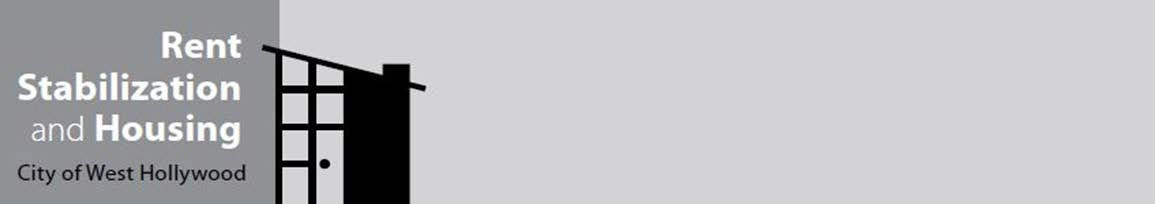 Rent
Stabilization
and Housing
City of West Hollywood